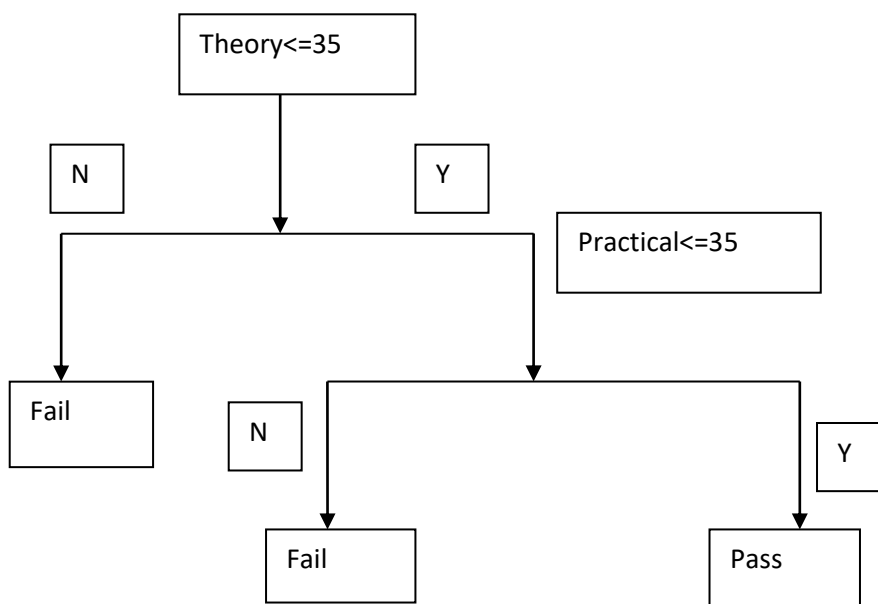 Theory<=35
N
Y
Practical<=35
Fail
N
Y
Fail
Pass